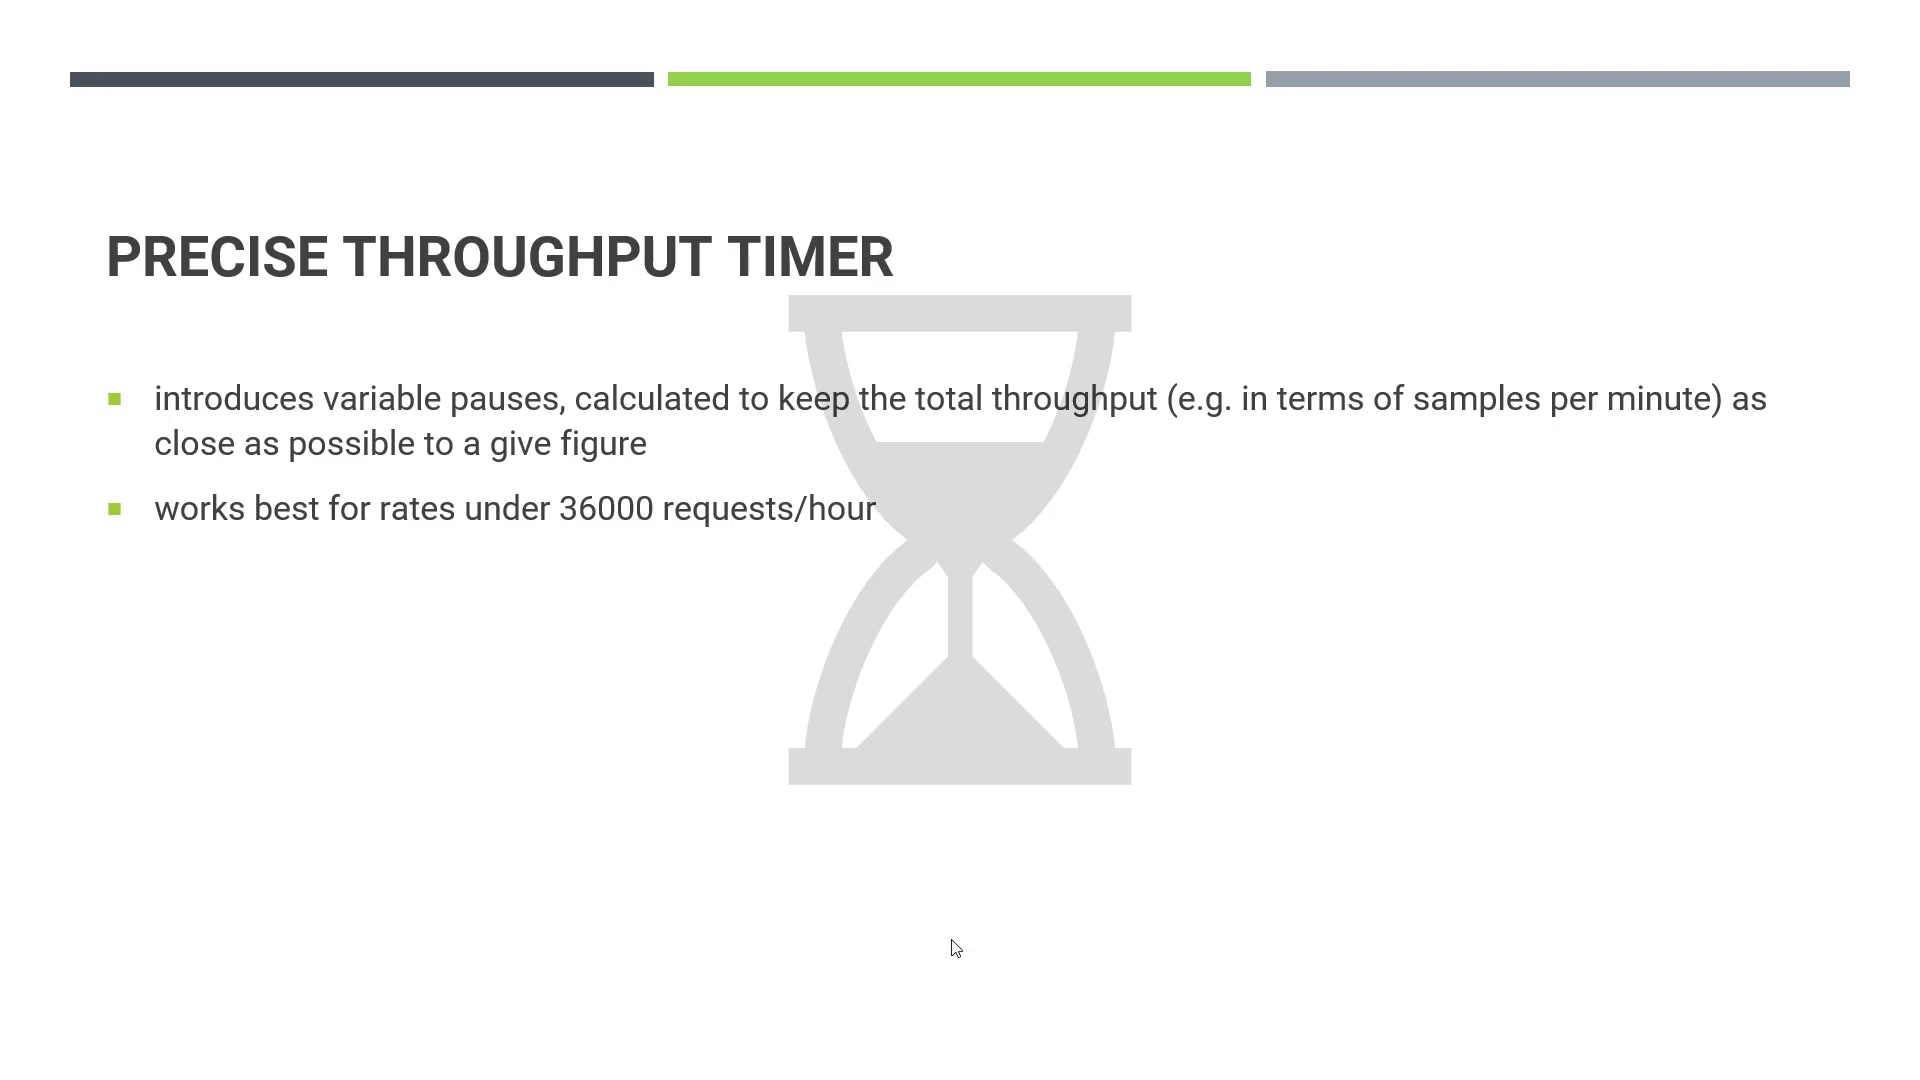 PRECISE THROUGHPUT TIMER
introduces variable pauses, calculated to keep the total throughput (e.g. in terms of samples per minute) as
close as possible to a give figure
works best for rates under 36000 requests/hour